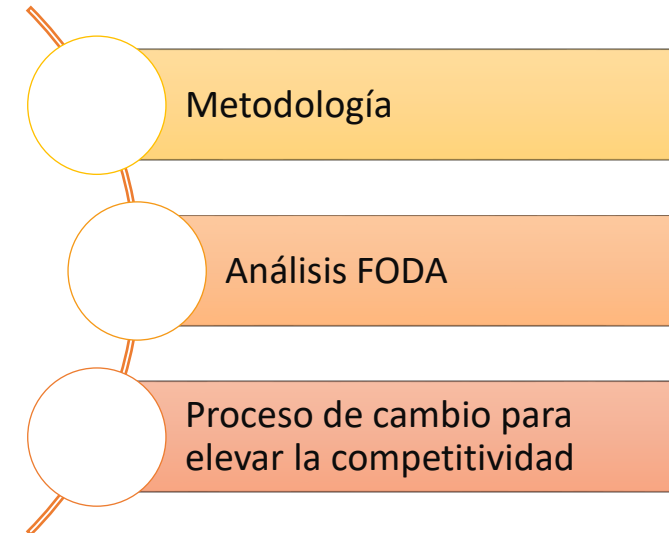 Metodología
Análisis FODA
Proceso de cambio para
elevar la competitividad